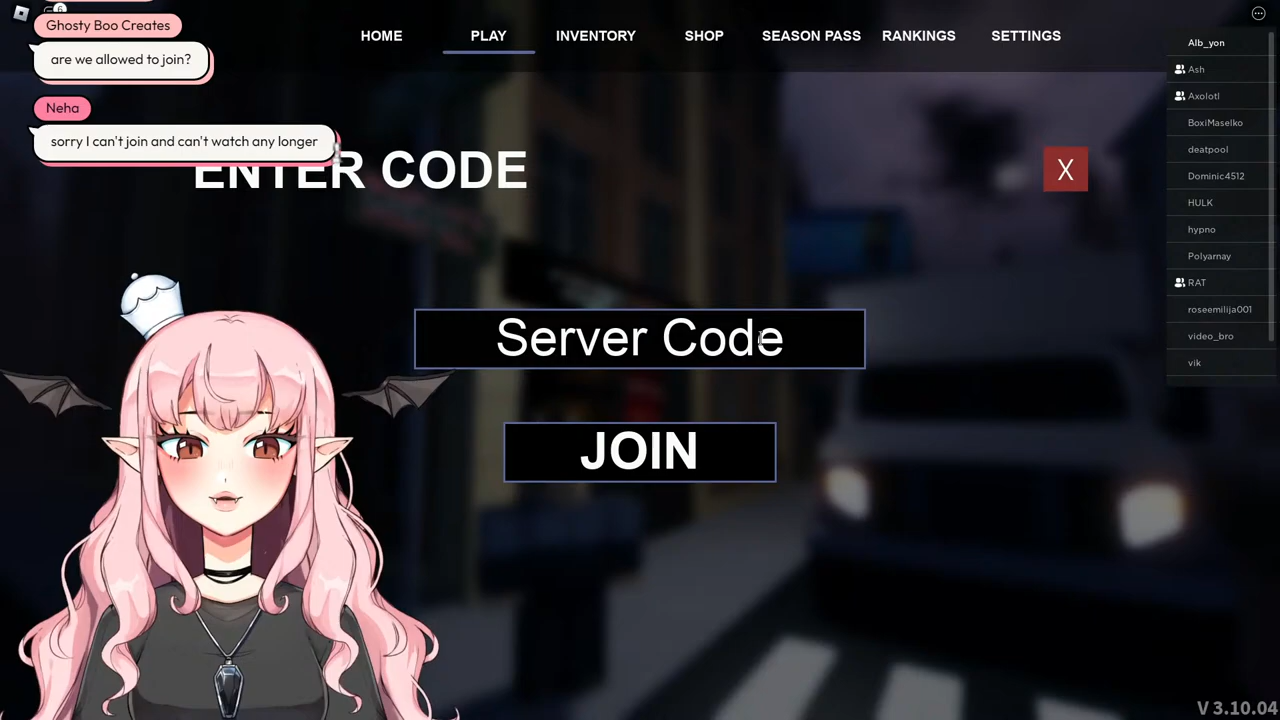 6
Ghosty Boo Creates
are we allowed to join?
Neha
sorry I can't join and can't watch any longer
HOME
PLAY
INVENTORY
SHOP
SEASON PASS
RANKINGS
SETTINGS
ENTER CODE
X
Server Code
JOIN
Alb_yon
Ash
Axolotl
BoxiMaselko
deatpool
Dominic4512
HULK
hypno
Polyarnay
RAT
roseemilija001
video_bro
vik
V 3.10.04